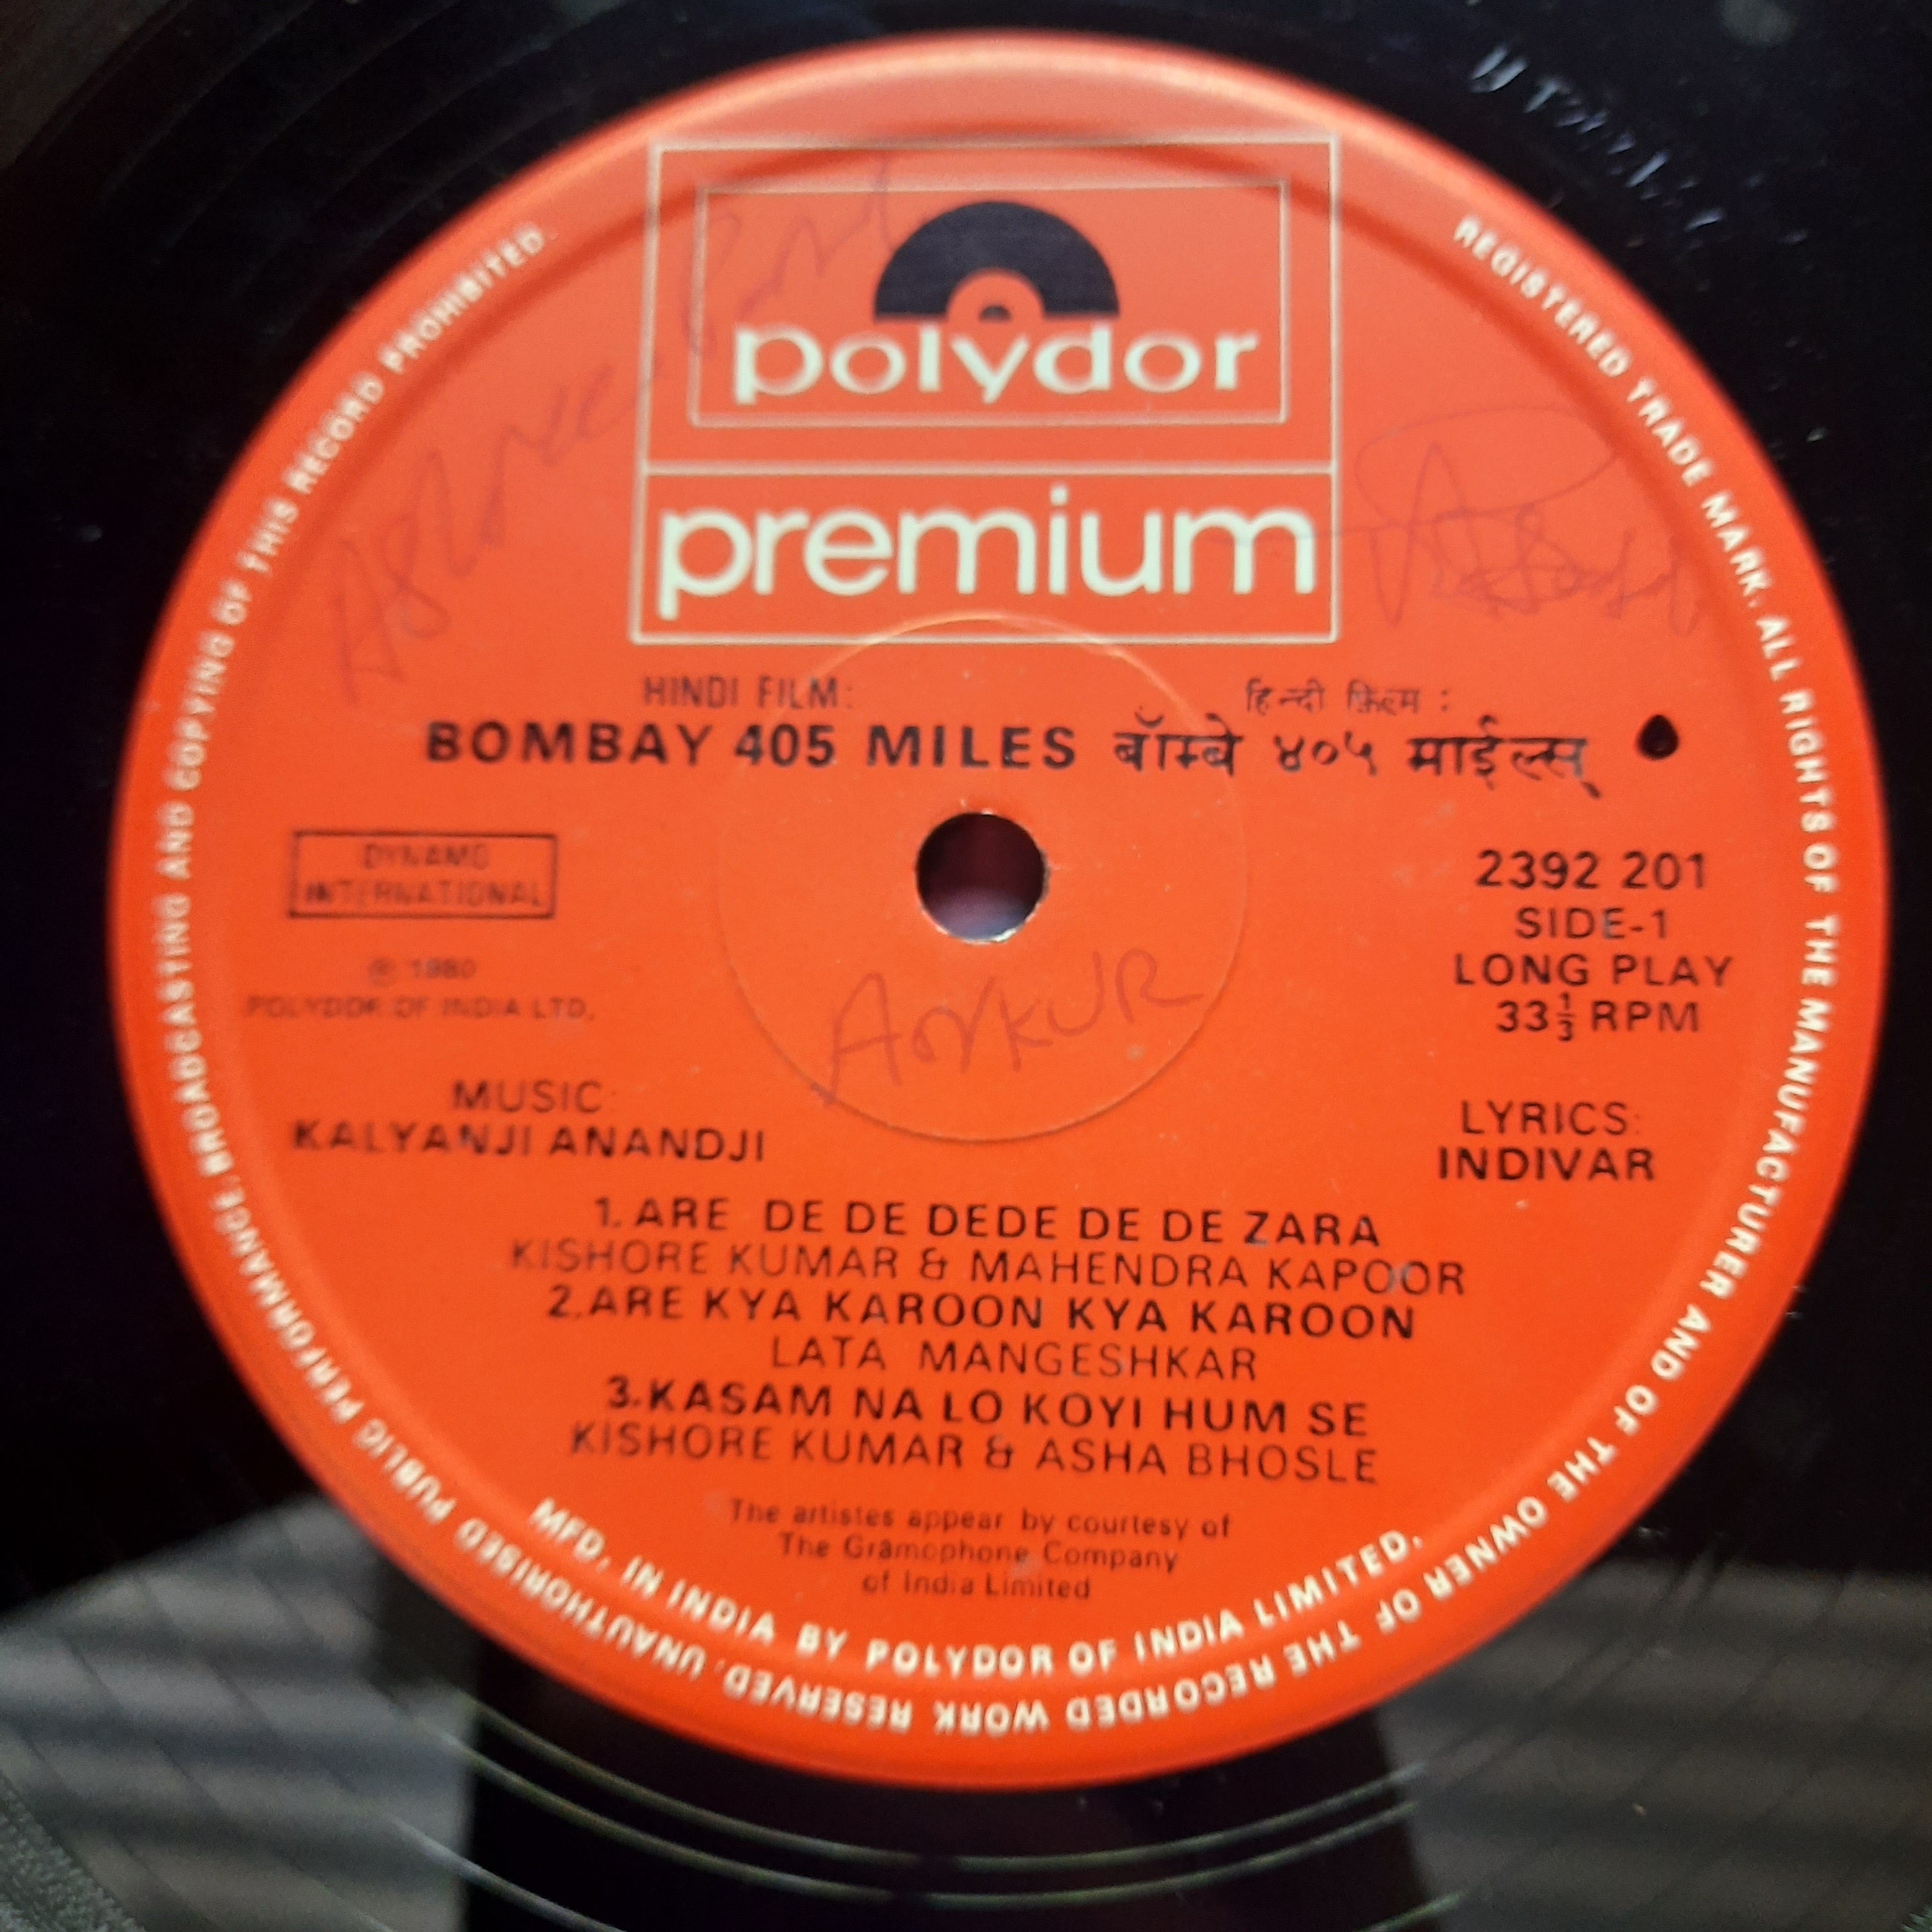 polydor
premium
HINDI FILM: हिन्दी फ़िल्म :
BOMBAY 405 MILES बॉम्बे ४०५ माईल्स्
DYNAMO
INTERNATIONAL
℗ 1980
POLYDOR OF INDIA LTD.
2392 201
SIDE-1
LONG PLAY
33⅓ RPM
ANKUR
MUSIC:
KALYANJI ANANDJI
LYRICS:
INDIVAR
1. ARE DE DE DEDE DE DE ZARA
KISHORE KUMAR & MAHENDRA KAPOOR
2. ARE KYA KAROON KYA KAROON
LATA MANGESHKAR
3. KASAM NA LO KOYI HUM SE
KISHORE KUMAR & ASHA BHOSLE
The artistes appear by courtesy of
The Gramophone Company
of India Limited
MFD. IN INDIA BY POLYDOR OF INDIA LIMITED.
REGISTERED TRADE MARK. ALL RIGHTS OF THE MANUFACTURER AND OF THE OWNER OF THE RECORDED WORK RESERVED. UNAUTHORISED PUBLIC PERFORMANCE BROADCASTING AND COPYING OF THIS RECORD PROHIBITED.